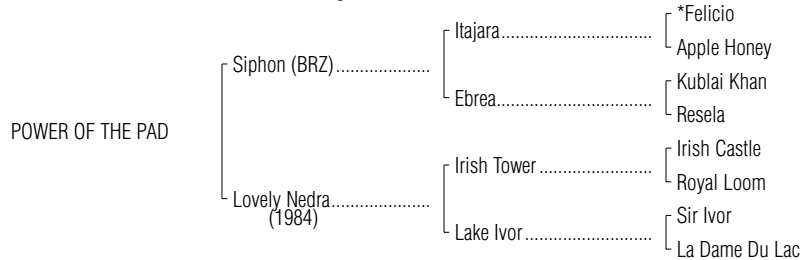 *Felicio
Itajara
Apple Honey
Siphon (BRZ)
Kublai Khan
Ebrea
Resela
POWER OF THE PAD
Irish Castle
Irish Tower
Royal Loom
Lovely Nedra
(1984)
Sir Ivor
Lake Ivor
La Dame Du Lac